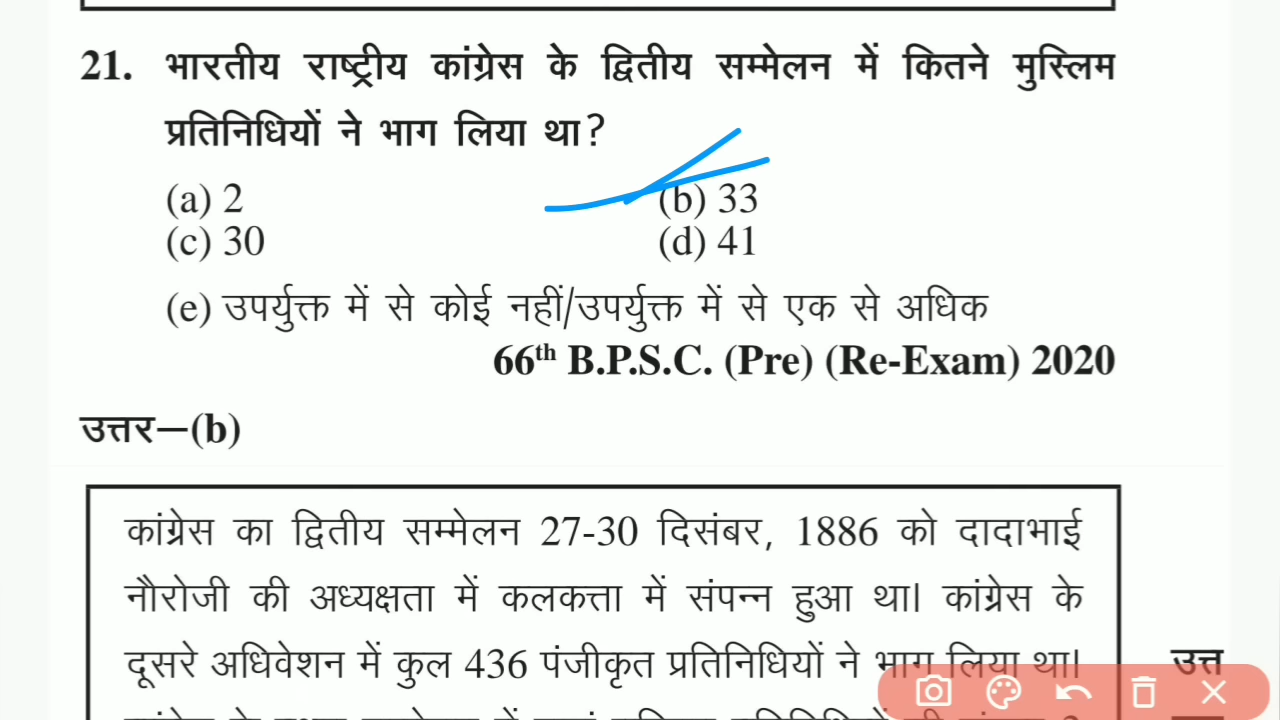 21. भारतीय राष्ट्रीय कांग्रेस के द्वितीय सम्मेलन में कितने मुस्लिम
प्रतिनिधियों ने भाग लिया था?
(a) 2 (b) 33
(c) 30 (d) 41
(e) उपर्युक्त में से कोई नहीं/उपर्युक्त में से एक से अधिक
66th B.P.S.C. (Pre) (Re-Exam) 2020
उत्तर—(b)
कांग्रेस का द्वितीय सम्मेलन 27-30 दिसंबर, 1886 को दादाभाई
नौरोजी की अध्यक्षता में कलकत्ता में संपन्न हुआ था। कांग्रेस के
दूसरे अधिवेशन में कुल 436 पंजीकृत प्रतिनिधियों ने भाग लिया था।
उत्त